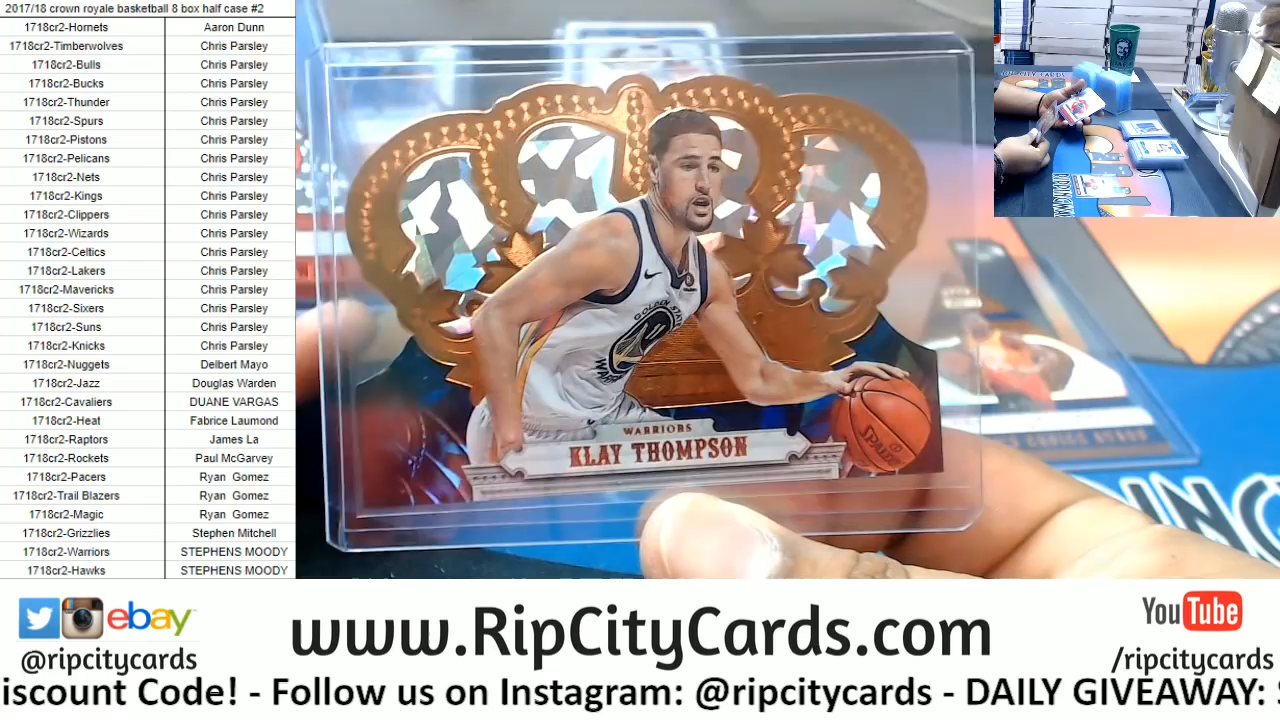 2017/18 crown royale basketball 8 box half case #2
1718cr2-Hornets Aaron Dunn
1718cr2-Timberwolves Chris Parsley
1718cr2-Bulls Chris Parsley
1718cr2-Bucks Chris Parsley
1718cr2-Thunder Chris Parsley
1718cr2-Spurs Chris Parsley
1718cr2-Pistons Chris Parsley
1718cr2-Pelicans Chris Parsley
1718cr2-Nets Chris Parsley
1718cr2-Kings Chris Parsley
1718cr2-Clippers Chris Parsley
1718cr2-Wizards Chris Parsley
1718cr2-Celtics Chris Parsley
1718cr2-Lakers Chris Parsley
1718cr2-Mavericks Chris Parsley
1718cr2-Sixers Chris Parsley
1718cr2-Suns Chris Parsley
1718cr2-Knicks Chris Parsley
1718cr2-Nuggets Delbert Mayo
1718cr2-Jazz Douglas Warden
1718cr2-Cavaliers DUANE VARGAS
1718cr2-Heat Fabrice Laumond
1718cr2-Raptors James La
1718cr2-Rockets Paul McGarvey
1718cr2-Pacers Ryan Gomez
1718cr2-Trail Blazers Ryan Gomez
1718cr2-Magic Ryan Gomez
1718cr2-Grizzlies Stephen Mitchell
1718cr2-Warriors STEPHENS MOODY
1718cr2-Hawks STEPHENS MOODY
GOLDEN STATE
SPALDING
WARRIORS
KLAY THOMPSON
ebay
@ripcitycards
www.RipCityCards.com
YouTube
/ripcitycards
iscount Code! - Follow us on Instagram: @ripcitycards - DAILY GIVEAWAY: S